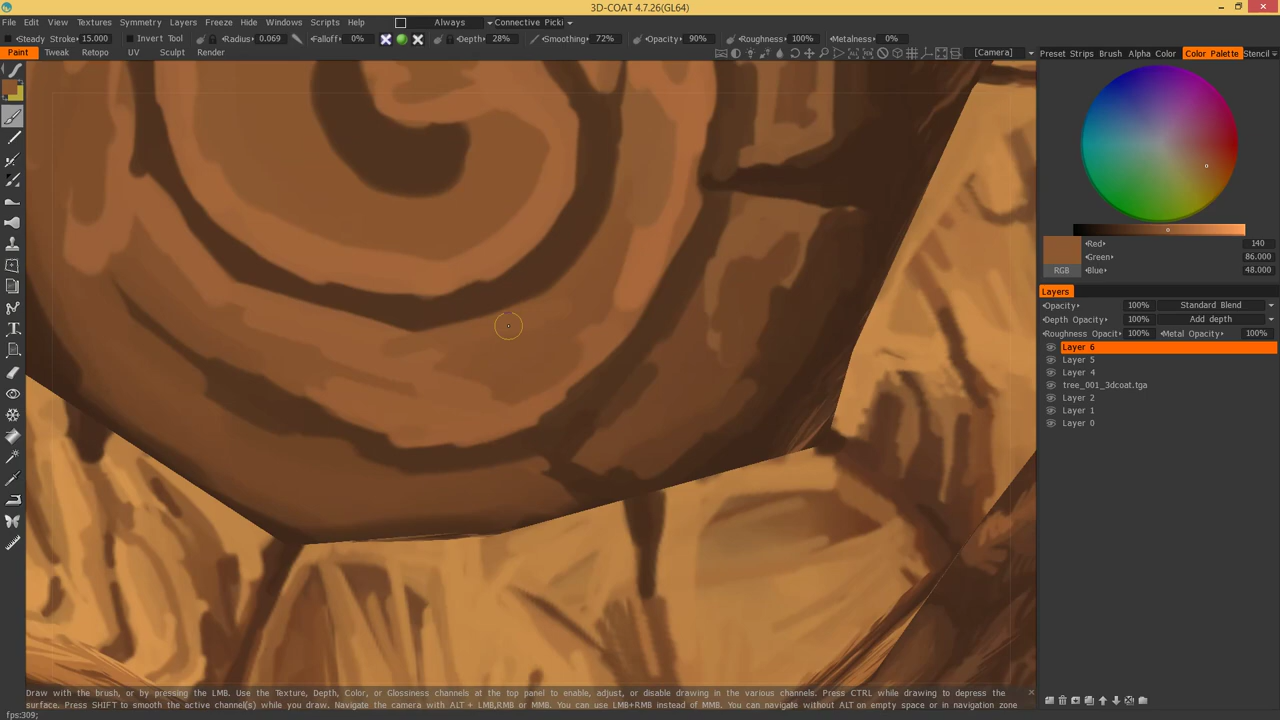 3D-COAT 4.7.26(GL64)
File Edit View Textures Symmetry Layers Freeze Hide Windows Scripts Help Always Connective Picki
Steady Stroke 15.000 Invert Tool Radius: 0.069 Falloff: 0% Depth: 28% Smoothing: 72% Opacity: 90% Roughness: 100% Metalness: 0%
Paint Tweak Retopo UV Sculpt Render [Camera] Preset Strips Brush Alpha Color Color Palette Stencil
Red: 140
Green: 86.000
RGB Blue: 48.000
Layers
Opacity: 100% Standard Blend
Depth Opacity: 100% Add depth
Roughness Opacit: 100% Metal Opacity: 100%
Layer 6
Layer 5
Layer 4
tree_001_3dcoat.tga
Layer 2
Layer 1
Layer 0
Draw with the brush, or by pressing the LMB. Use the Texture, Depth, Color, or Glossiness channels at the top panel to enable, adjust, or disable drawing in the various channels. Press CTRL while drawing to depress the
surface. Press SHIFT to smooth the active channel(s) while you draw. Navigate the camera with ALT + LMB,RMB or MMB. You can use LMB+RMB instead of MMB. You can navigate without ALT on empty space or in navigation zone
fps:309;